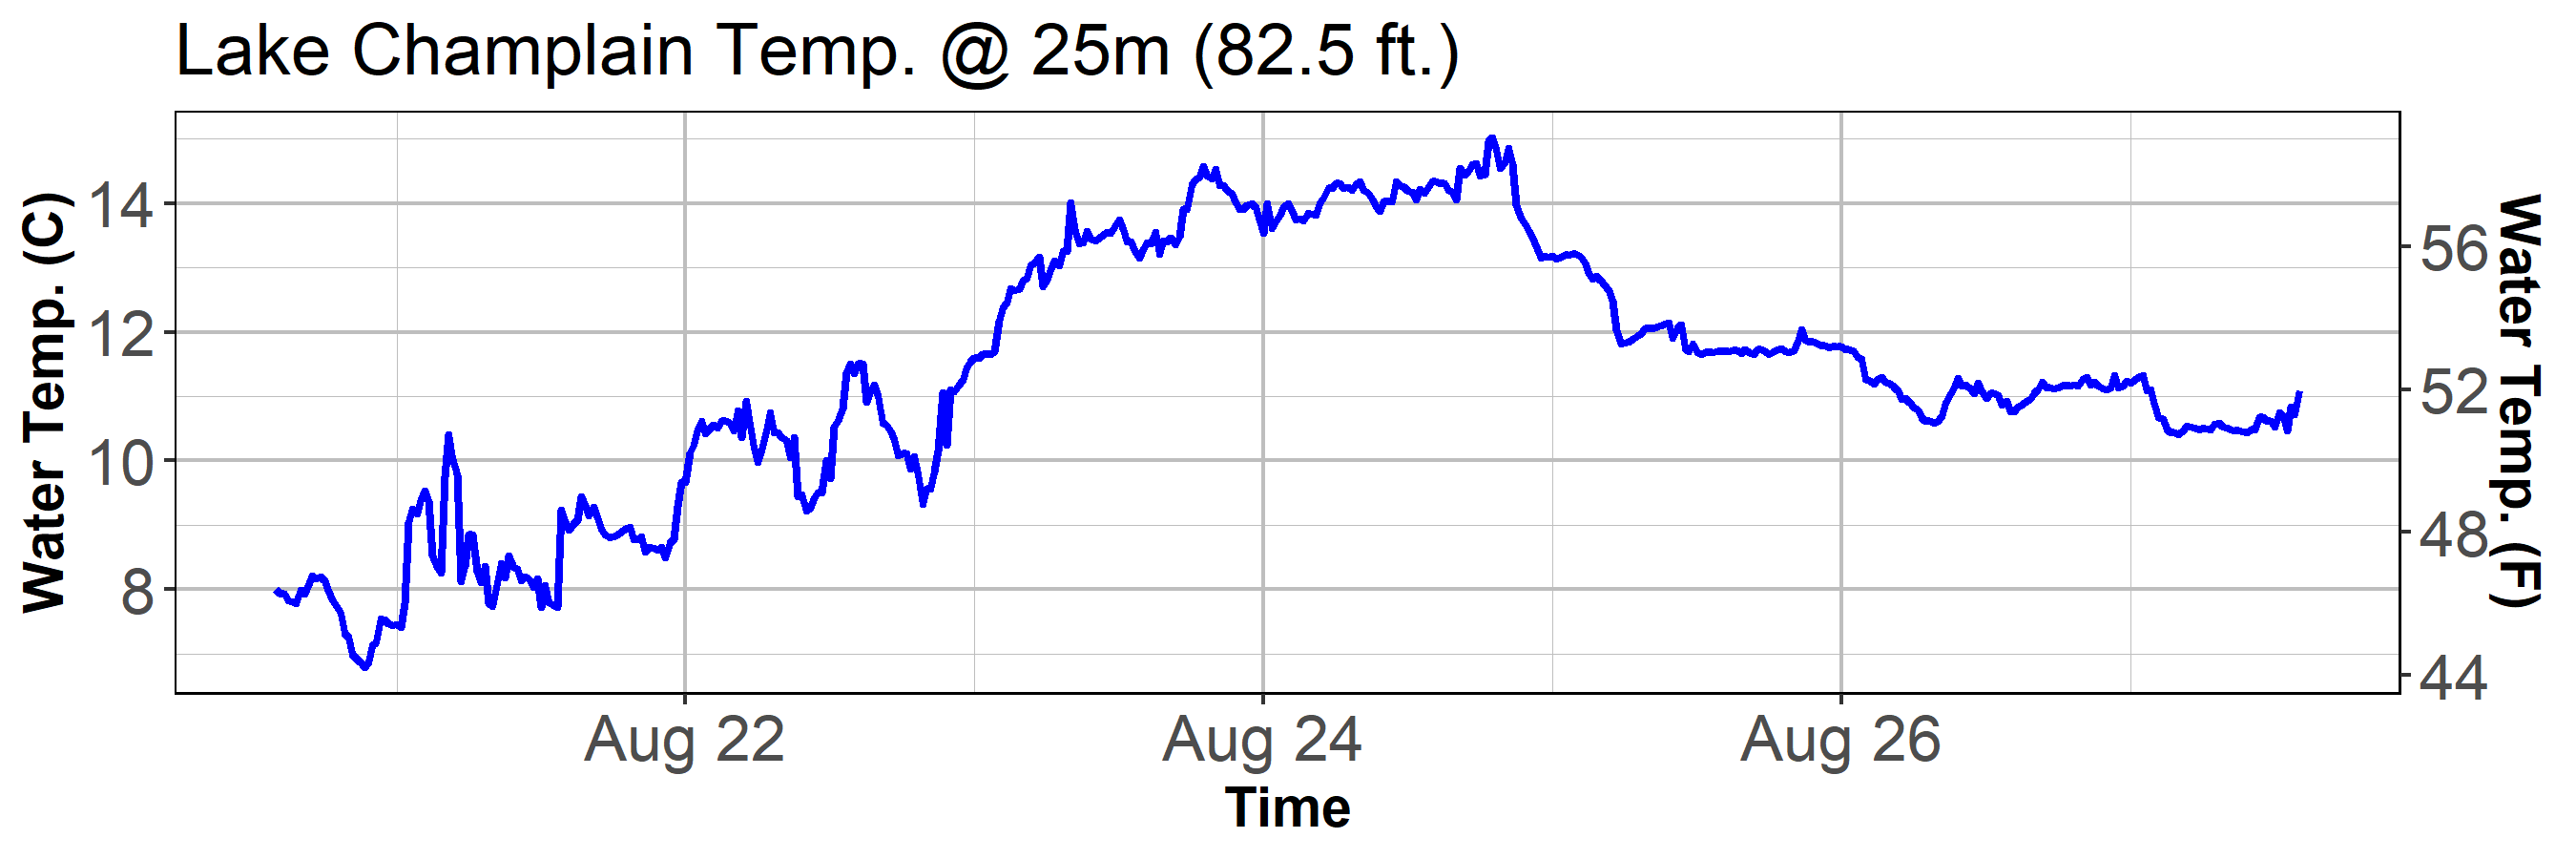 Lake Champlain Temp. @ 25m (82.5 ft.)
Water Temp. (C)
14
12
10
8
56
52
48
44
Water Temp. (F)
Aug 22
Aug 24
Aug 26
Time